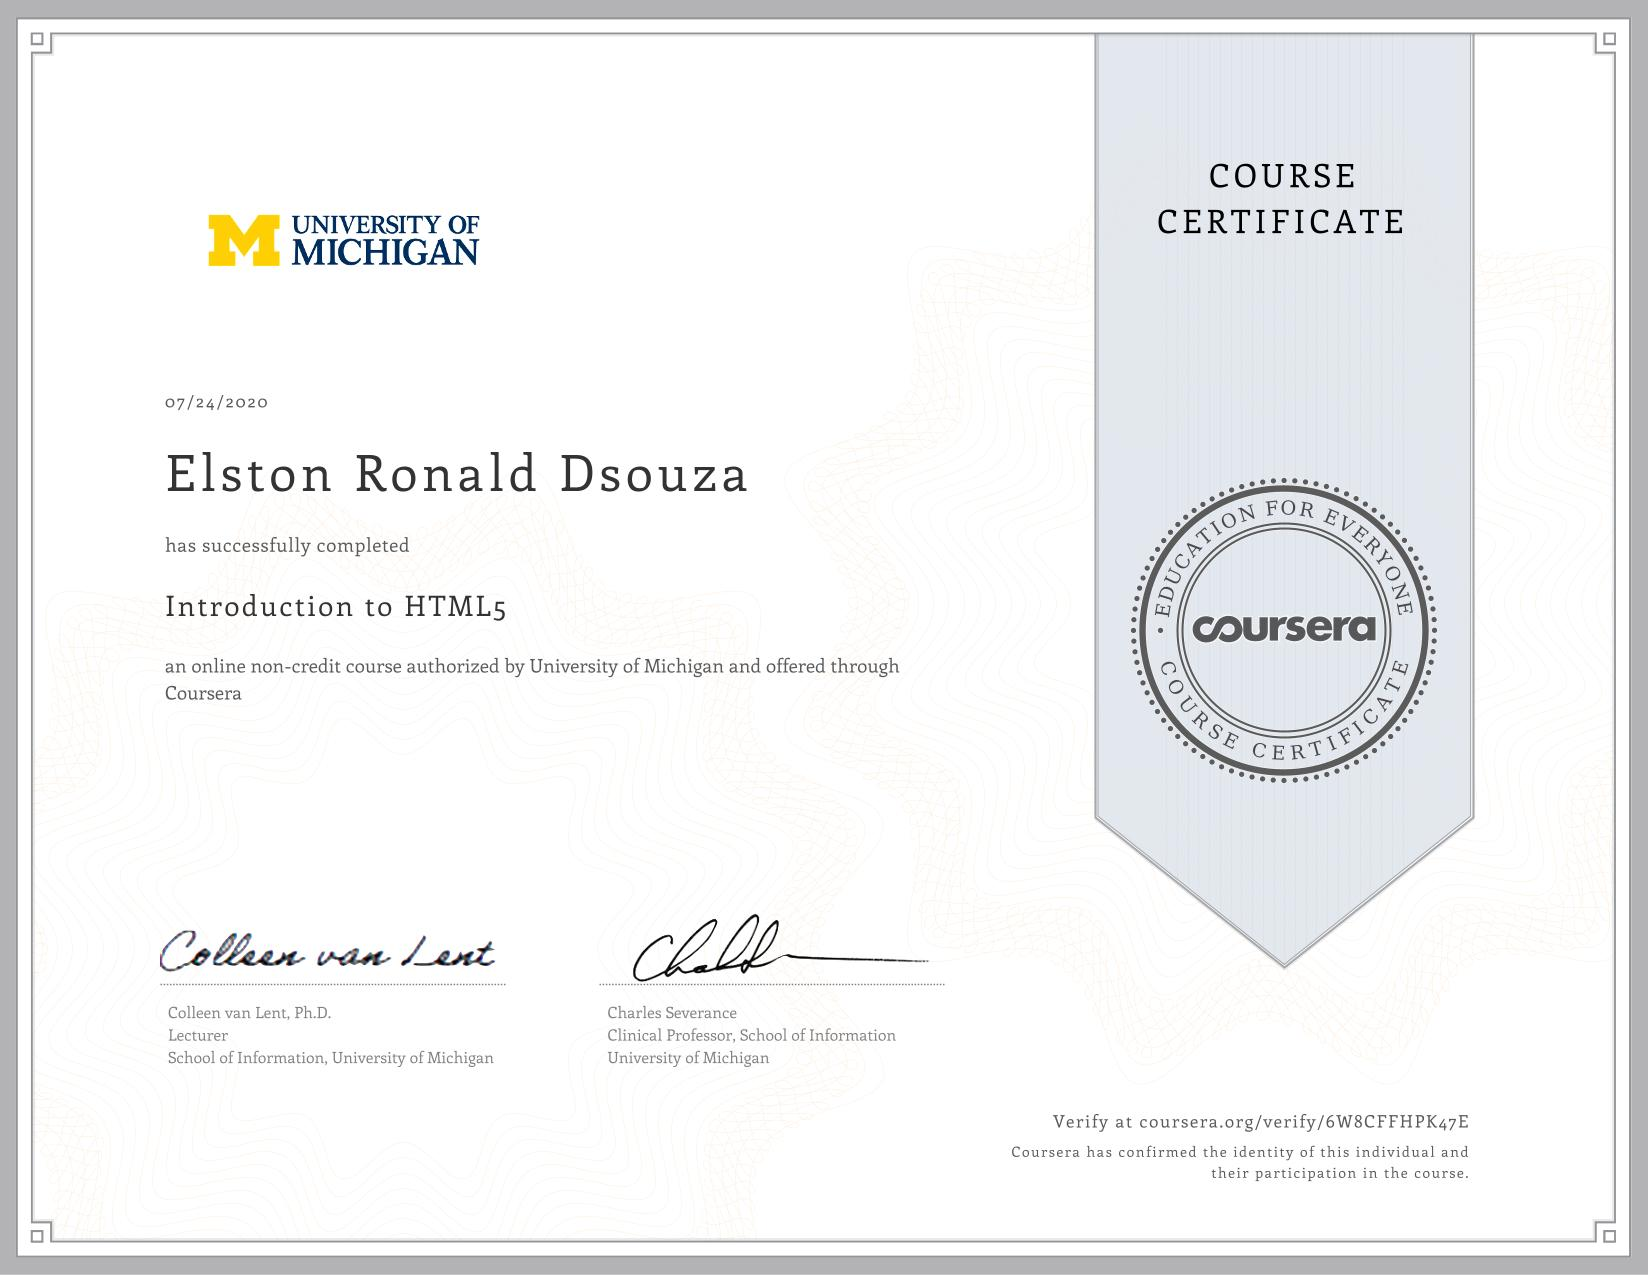 COURSE
CERTIFICATE
UNIVERSITY OF
MICHIGAN
07/24/2020
Elston Ronald Dsouza
has successfully completed
Introduction to HTML5
an online non-credit course authorized by University of Michigan and offered through
Coursera
EDUCATION FOR EVERYONE
coursera
COURSE CERTIFICATE
Colleen van Lent
Colleen van Lent, Ph.D.
Lecturer
School of Information, University of Michigan
Charles Severance
Clinical Professor, School of Information
University of Michigan
Verify at coursera.org/verify/6W8CFFHPK47E
Coursera has confirmed the identity of this individual and
their participation in the course.